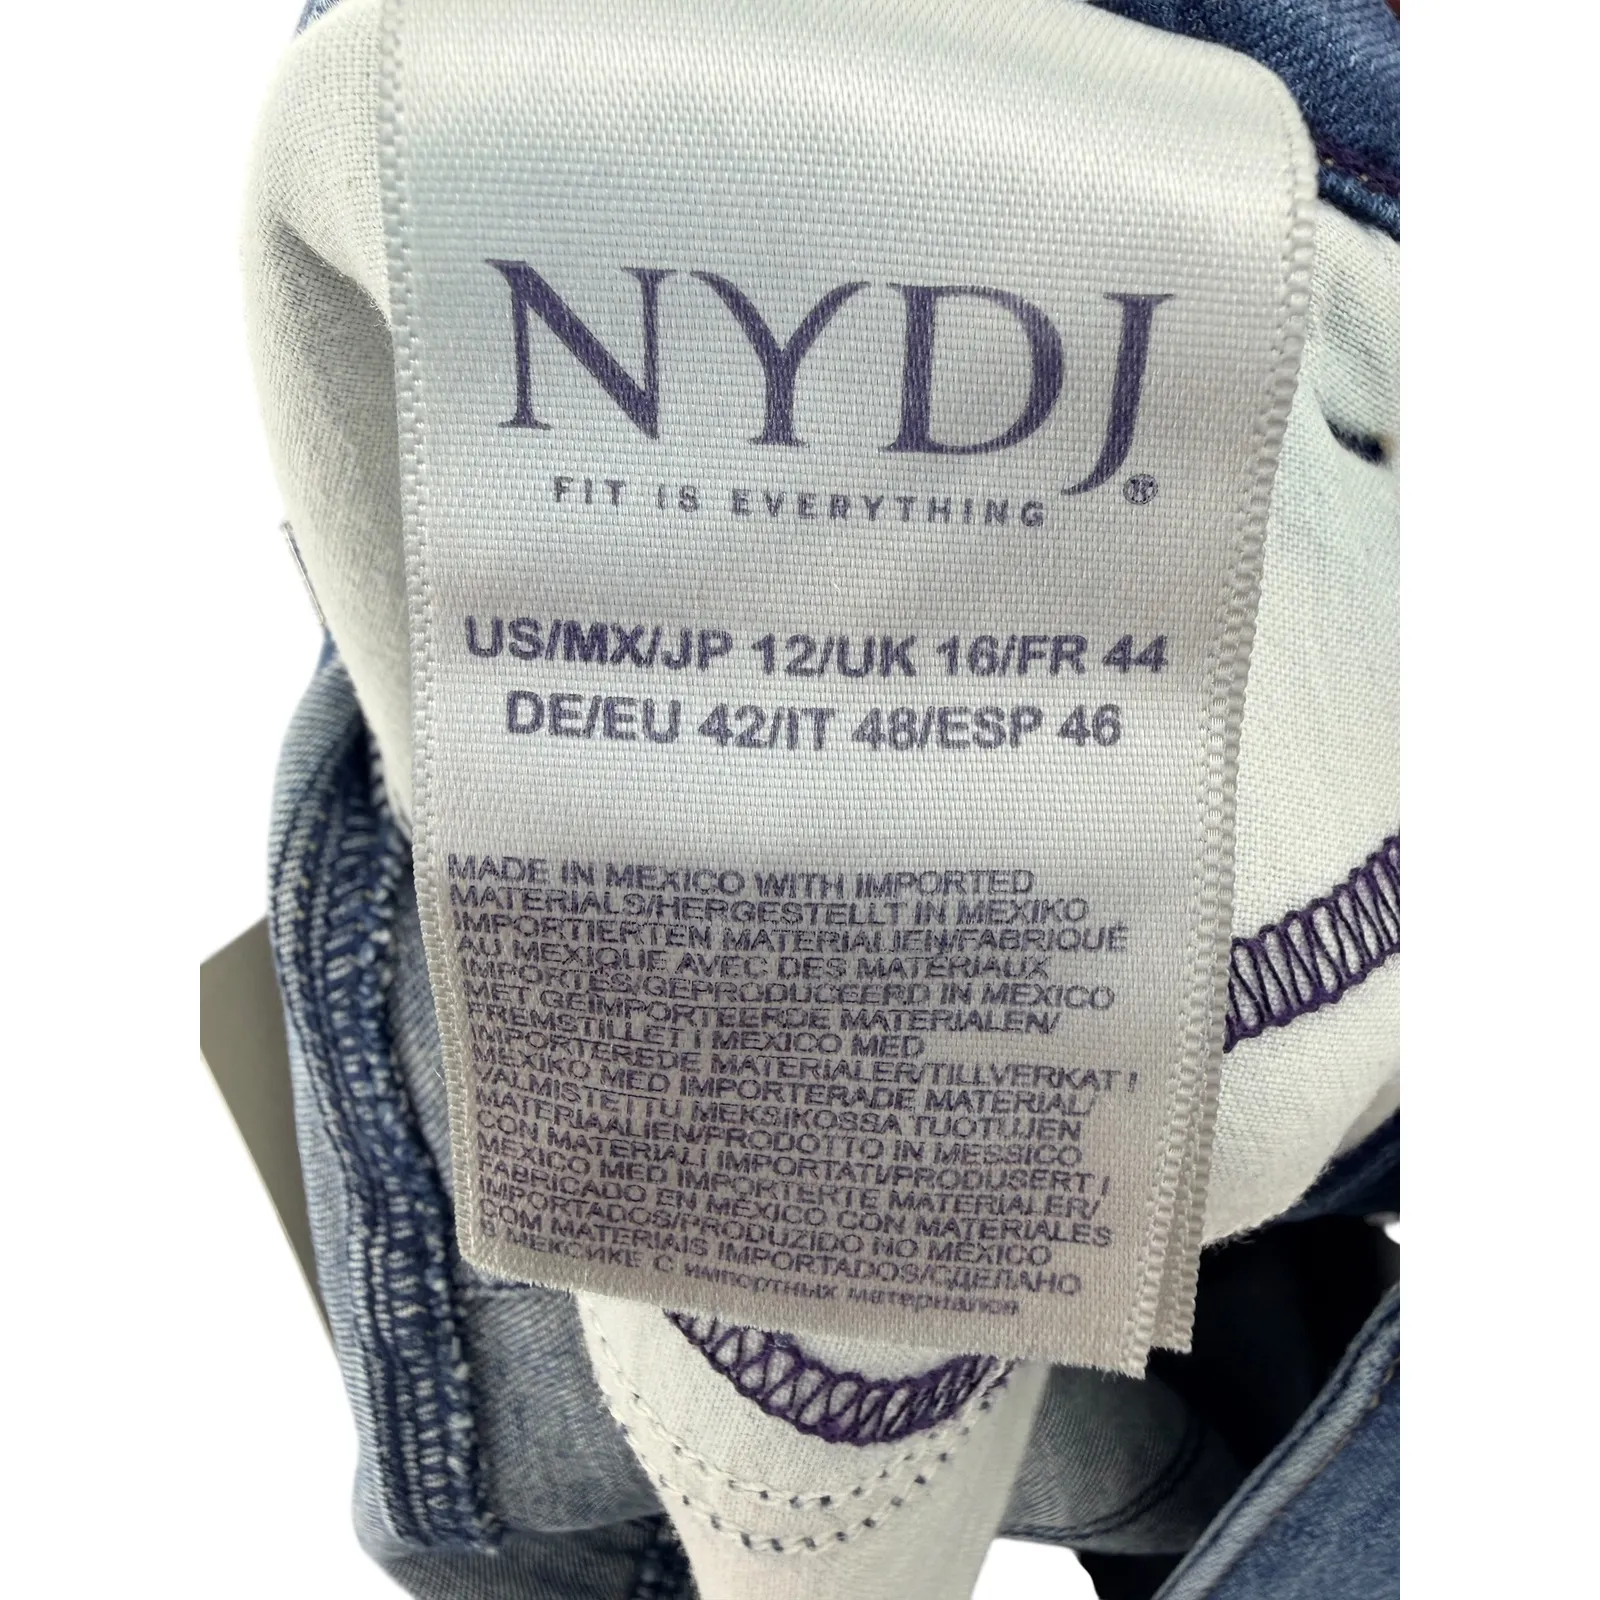 NYDJ®
FIT IS EVERYTHING
US/MX/JP 12/UK 16/FR 44
DE/EU 42/IT 48/ESP 46
MADE IN MEXICO WITH IMPORTED
MATERIALS/HERGESTELLT IN MEXIKO
IMPORTIERTEN MATERIALIEN/FABRIQUÉ
AU MEXIQUE AVEC DES MATÉRIAUX
IMPORTÉS/GEPRODUCEERD IN MEXICO
MET GEÏMPORTEERDE MATERIALEN/
FREMSTILLET I MEXICO MED
IMPORTEREDE MATERIALER/TILLVERKAT I
MEXIKO MED IMPORTERADE MATERIAL/
VALMISTETTU MEKSIKOSSA TUOTUJEN
MATERIAALIEN/PRODOTTO IN MESSICO
CON MATERIALI IMPORTATI/PRODUSERT I
MEXICO MED IMPORTERTE MATERIALER/
FABRICADO EN MÉXICO CON MATERIALES
IMPORTADOS/PRODUZIDO NO MÉXICO
COM MATERIAIS IMPORTADOS/СДЕЛАНО
В МЕКСИКЕ С импортных материалов